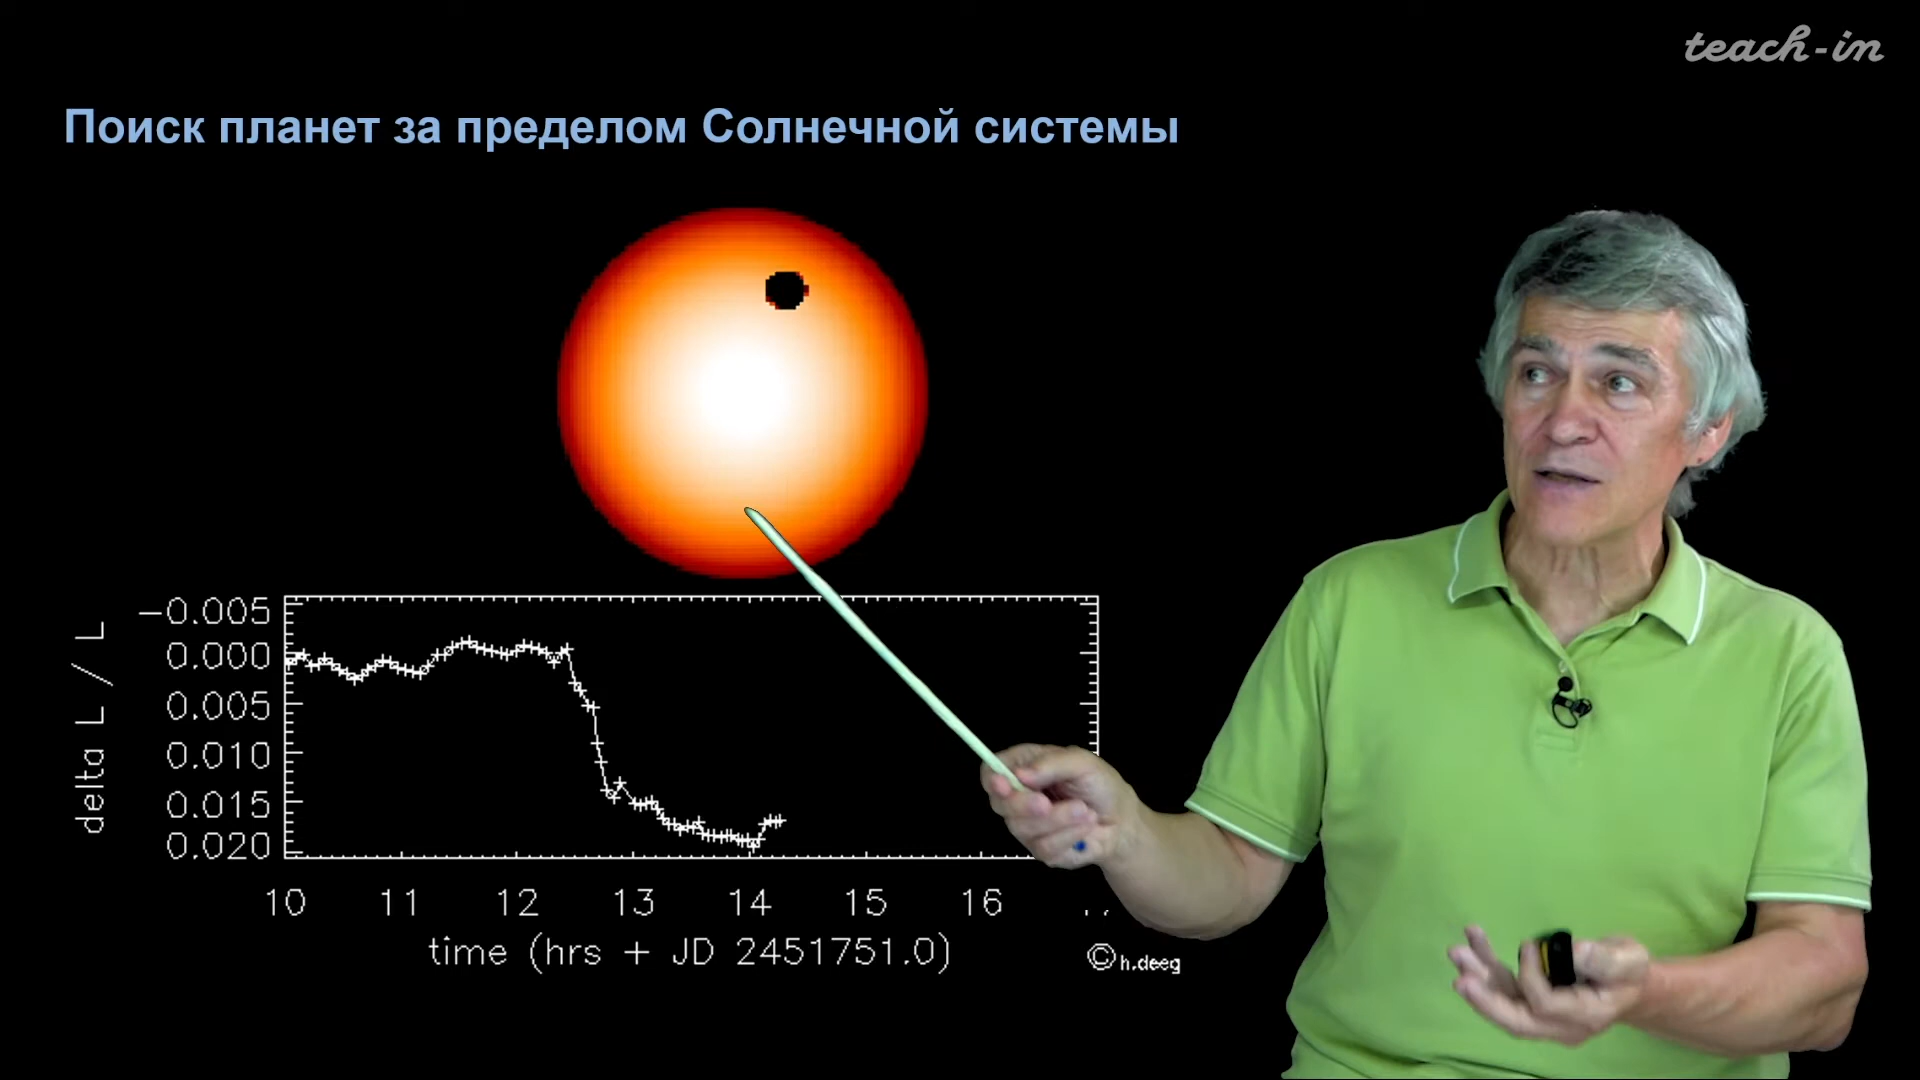 teach-in
Поиск планет за пределом Солнечной системы
-0.005
0.000
0.005
0.010
0.015
0.020
delta L / L
10 11 12 13 14 15 16
time (hrs + JD 2451751.0)
©h.deeg